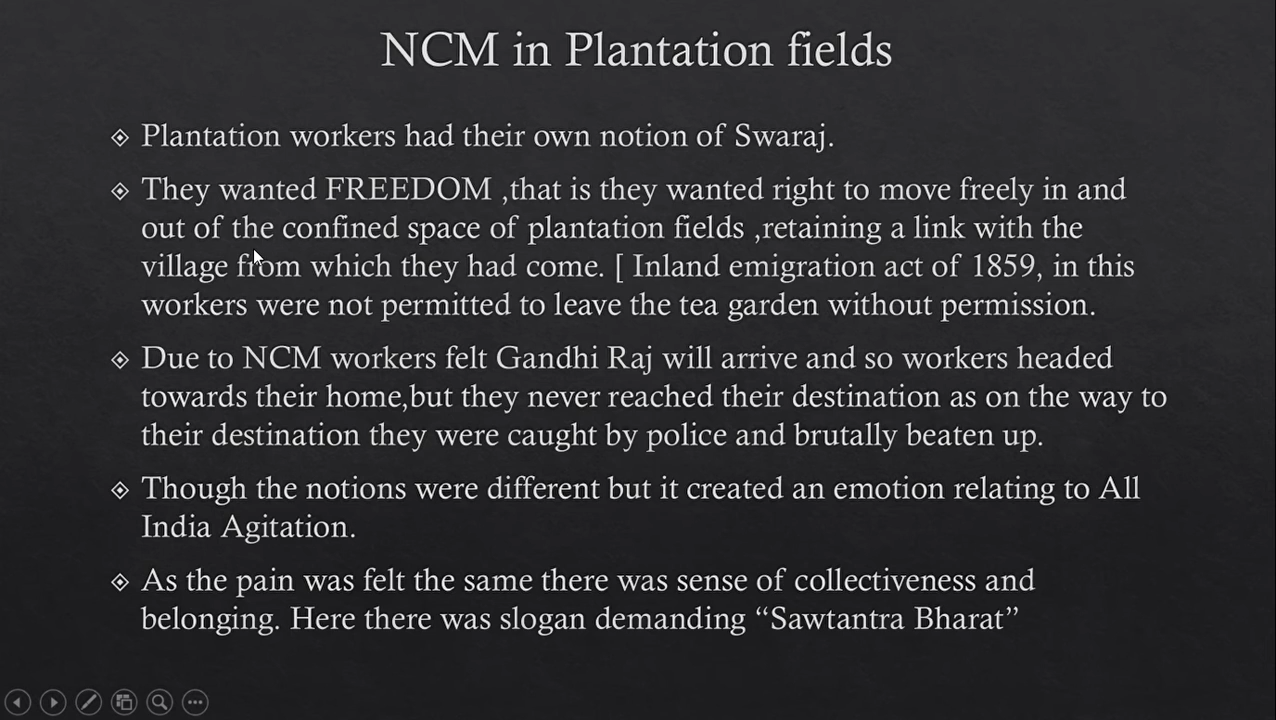 NCM in Plantation fields
Plantation workers had their own notion of Swaraj.
They wanted FREEDOM ,that is they wanted right to move freely in and
out of the confined space of plantation fields ,retaining a link with the
village from which they had come. [ Inland emigration act of 1859, in this
workers were not permitted to leave the tea garden without permission.
Due to NCM workers felt Gandhi Raj will arrive and so workers headed
towards their home,but they never reached their destination as on the way to
their destination they were caught by police and brutally beaten up.
Though the notions were different but it created an emotion relating to All
India Agitation.
As the pain was felt the same there was sense of collectiveness and
belonging. Here there was slogan demanding “Sawtantra Bharat”